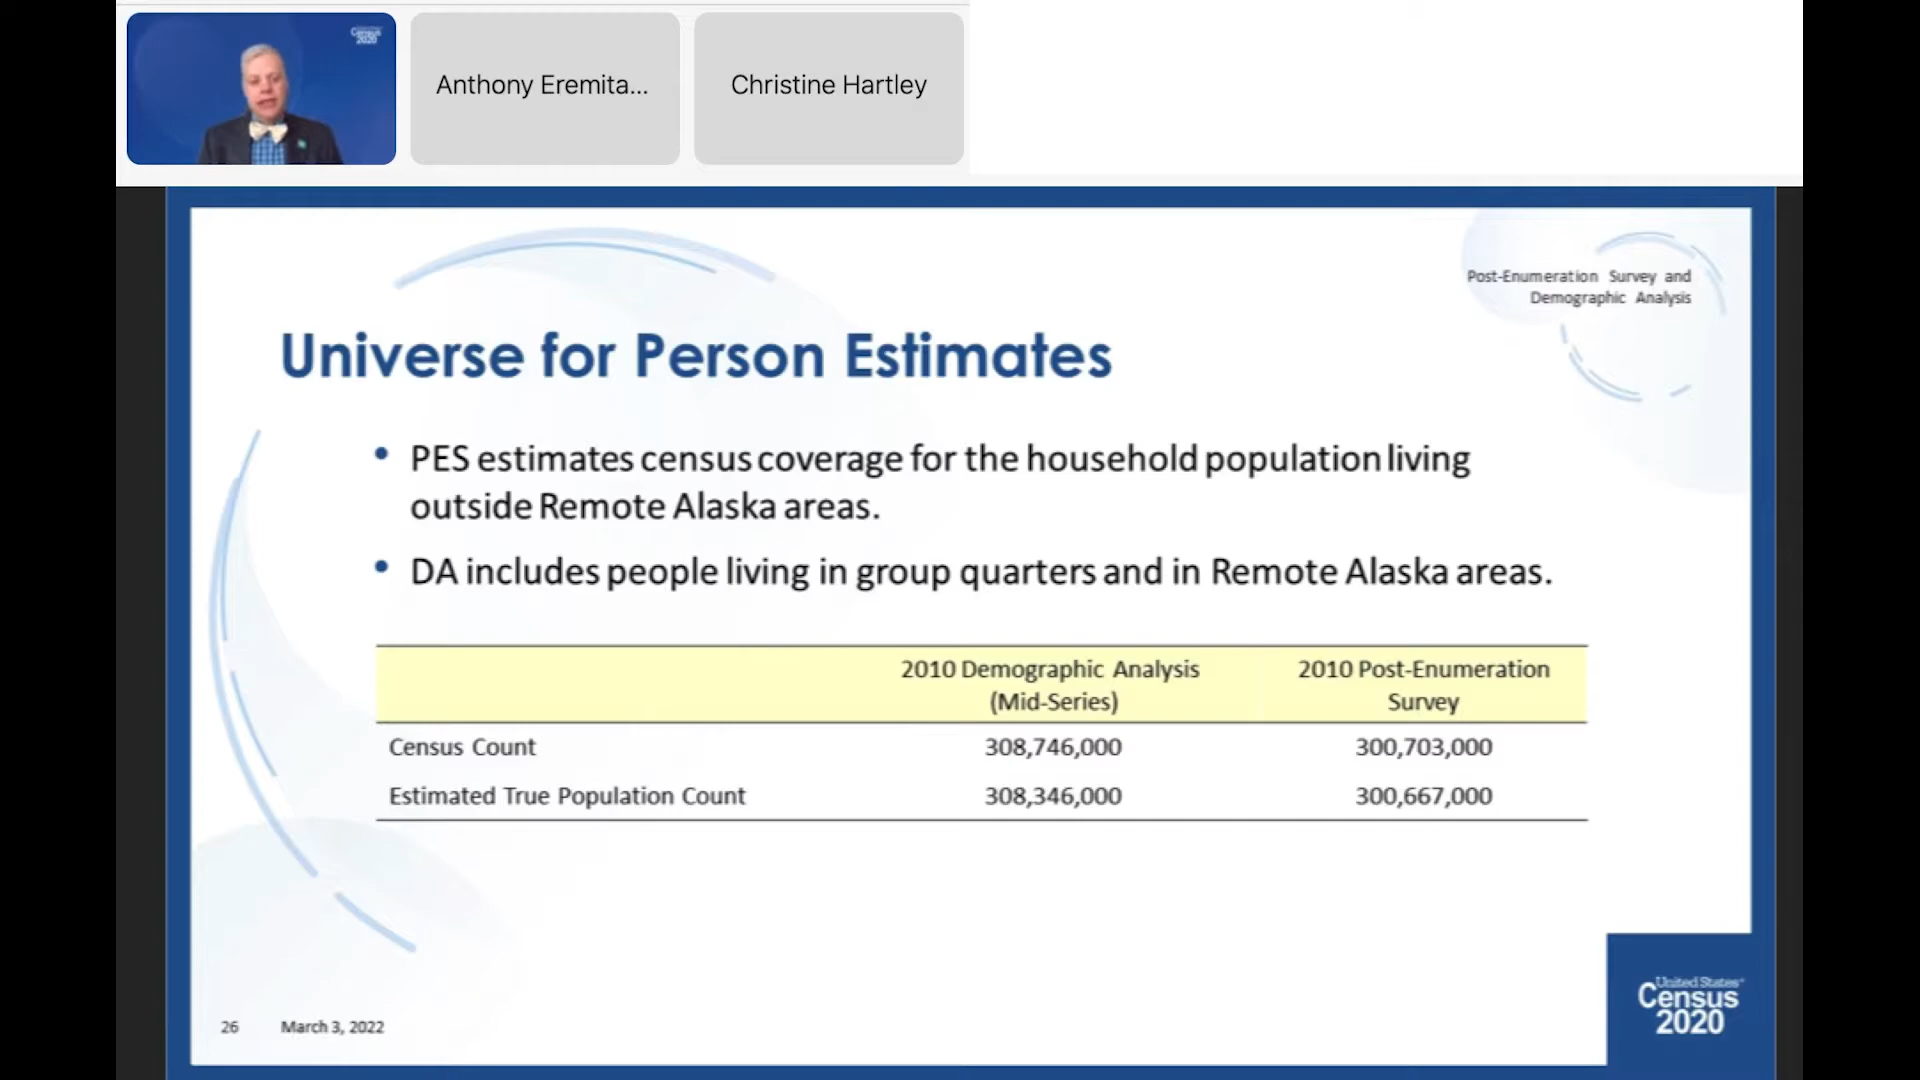 Census
2020
Anthony Eremita...
Christine Hartley
Post-Enumeration Survey and
Demographic Analysis
Universe for Person Estimates
• PES estimates census coverage for the household population living
outside Remote Alaska areas.
• DA includes people living in group quarters and in Remote Alaska areas.
2010 Demographic Analysis
(Mid-Series)
2010 Post-Enumeration
Survey
Census Count 308,746,000 300,703,000
Estimated True Population Count 308,346,000 300,667,000
26 March 3, 2022
United States®
Census
2020